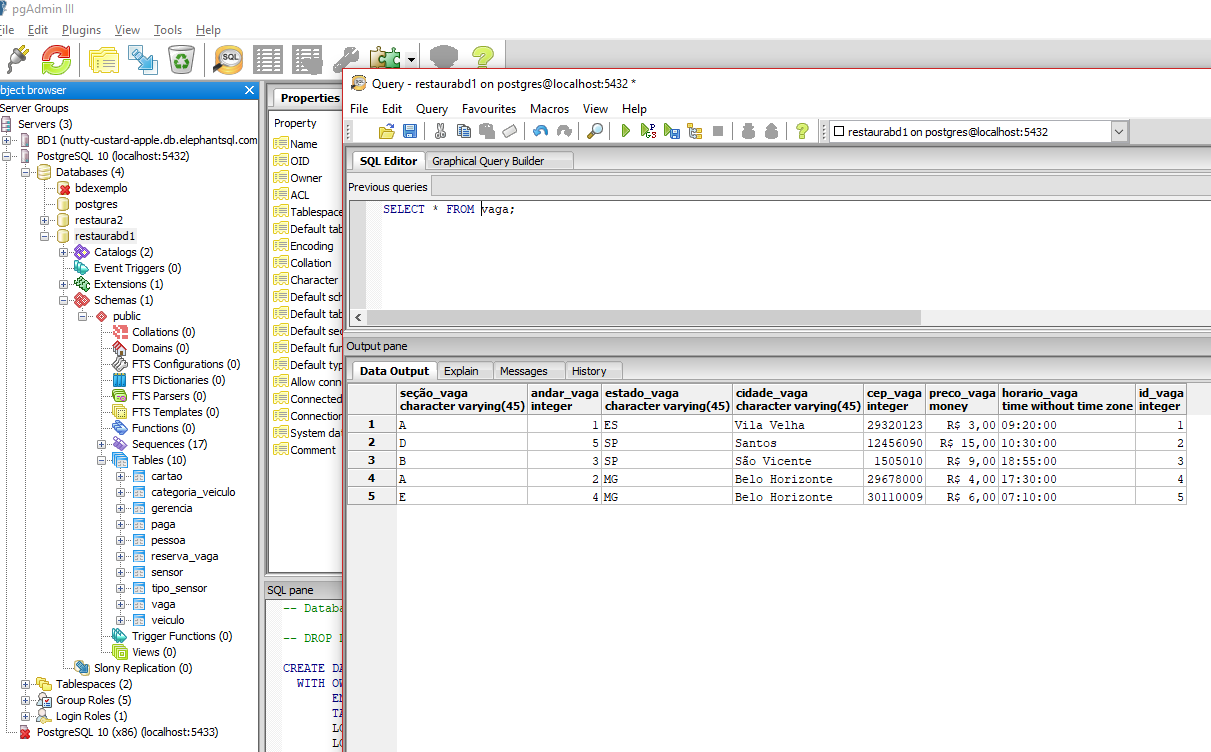 pgAdmin III
File Edit Plugins View Tools Help
SQL
Object browser
Server Groups
Servers (3)
BD1 (nutty-custard-apple.db.elephantsql.com
PostgreSQL 10 (localhost:5432)
Databases (4)
bdexemplo
postgres
restaura2
restaurabd1
Catalogs (2)
Event Triggers (0)
Extensions (1)
Schemas (1)
public
Collations (0)
Domains (0)
FTS Configurations (0)
FTS Dictionaries (0)
FTS Parsers (0)
FTS Templates (0)
Functions (0)
Sequences (17)
Tables (10)
cartao
categoria_veiculo
gerencia
paga
pessoa
reserva_vaga
sensor
tipo_sensor
vaga
veiculo
Trigger Functions (0)
Views (0)
Slony Replication (0)
Tablespaces (2)
Group Roles (5)
Login Roles (1)
PostgreSQL 10 (x86) (localhost:5433)
Properties
Property
Name
OID
Owner
ACL
Tablespace
Default tab
Encoding
Collation
Character
Default sch
Default tab
Default seq
Default fun
Default typ
Allow conn
Connected
Connection
System dat
Comment
SQL pane
-- Databa
-- DROP D
CREATE DA
WITH OW
EN
TA
LC
LC
Query - restaurabd1 on postgres@localhost:5432 *
File Edit Query Favourites Macros View Help
restaurabd1 on postgres@localhost:5432
SQL Editor Graphical Query Builder
Previous queries
SELECT * FROM vaga;
Output pane
Data Output Explain Messages History
seção_vaga andar_vaga estado_vaga cidade_vaga cep_vaga preco_vaga horario_vaga id_vaga
character varying(45) integer character varying(45) character varying(45) integer money time without time zone integer
1 A 1 ES Vila Velha 29320123 R$ 3,00 09:20:00 1
2 D 5 SP Santos 12456090 R$ 15,00 10:30:00 2
3 B 3 SP São Vicente 1505010 R$ 9,00 18:55:00 3
4 A 2 MG Belo Horizonte 29678000 R$ 4,00 17:30:00 4
5 E 4 MG Belo Horizonte 30110009 R$ 6,00 07:10:00 5